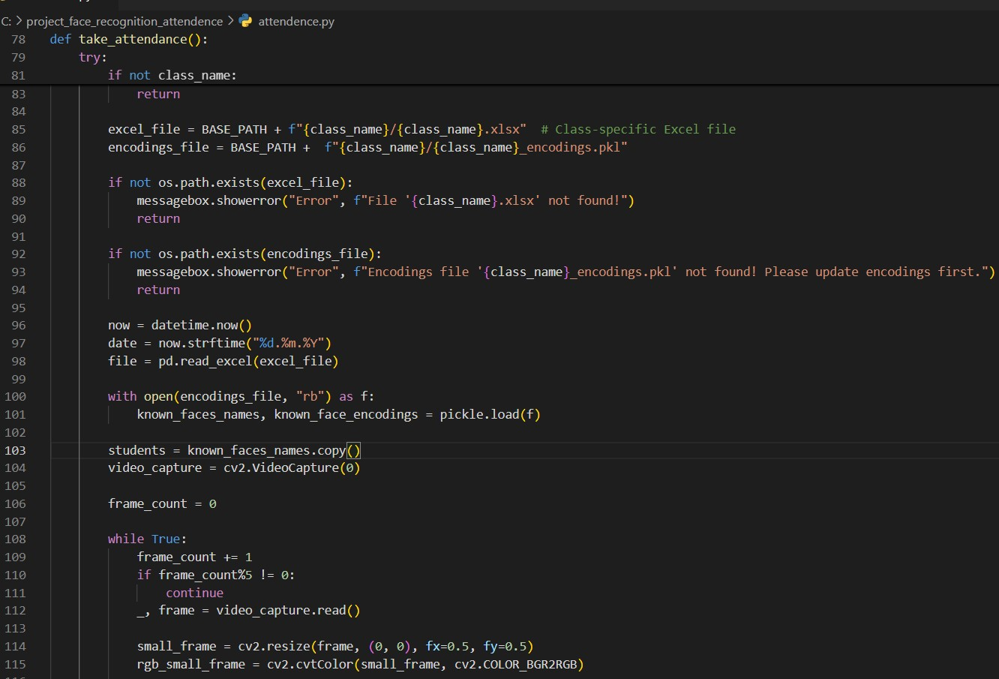 C: > project_face_recognition_attendence > attendence.py
78 def take_attendance():
79 try:
81 if not class_name:
83 return
84
85 excel_file = BASE_PATH + f"{class_name}/{class_name}.xlsx"  # Class-specific Excel file
86 encodings_file = BASE_PATH +  f"{class_name}/{class_name}_encodings.pkl"
87
88 if not os.path.exists(excel_file):
89 messagebox.showerror("Error", f"File '{class_name}.xlsx' not found!")
90 return
91
92 if not os.path.exists(encodings_file):
93 messagebox.showerror("Error", f"Encodings file '{class_name}_encodings.pkl' not found! Please update encodings first.")
94 return
95
96 now = datetime.now()
97 date = now.strftime("%d.%m.%Y")
98 file = pd.read_excel(excel_file)
99
100 with open(encodings_file, "rb") as f:
101 known_faces_names, known_face_encodings = pickle.load(f)
102
103 students = known_faces_names.copy()
104 video_capture = cv2.VideoCapture(0)
105
106 frame_count = 0
107
108 while True:
109 frame_count += 1
110 if frame_count%5 != 0:
111 continue
112 _, frame = video_capture.read()
113
114 small_frame = cv2.resize(frame, (0, 0), fx=0.5, fy=0.5)
115 rgb_small_frame = cv2.cvtColor(small_frame, cv2.COLOR_BGR2RGB)